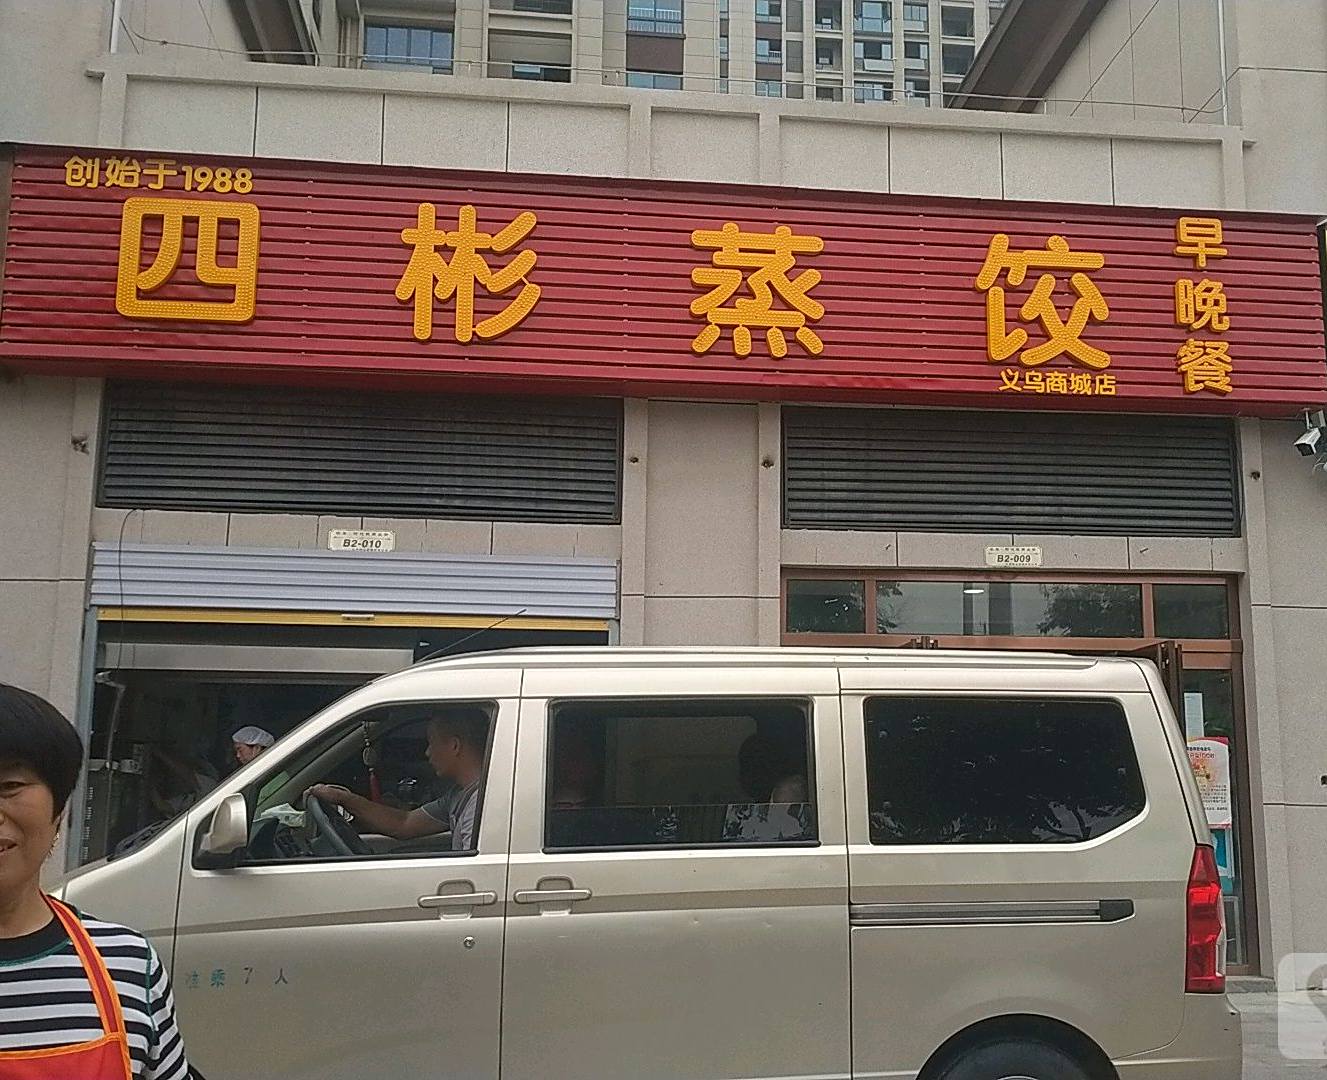 创始于1988
四彬蒸饺
早晚餐
义乌商城店
B2-010
B2-009
准乘 7 人